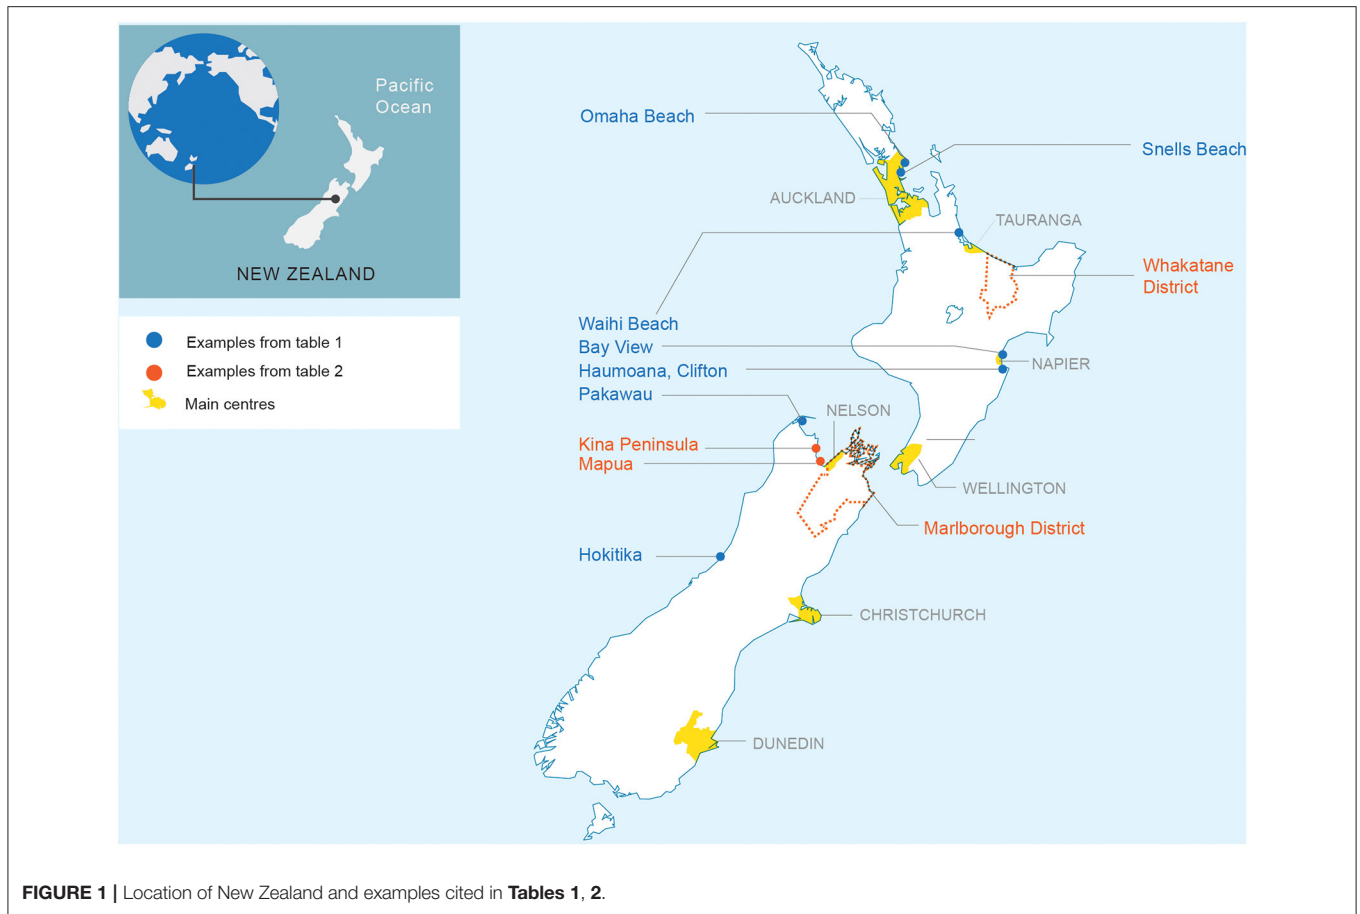 Pacific
Ocean
NEW ZEALAND
Examples from table 1
Examples from table 2
Main centres
Omaha Beach
Snells Beach
AUCKLAND
TAURANGA
Whakatane
District
Waihi Beach
Bay View
NAPIER
Haumoana, Clifton
Pakawau
NELSON
Kina Peninsula
Mapua
WELLINGTON
Marlborough District
Hokitika
CHRISTCHURCH
DUNEDIN
FIGURE 1 | Location of New Zealand and examples cited in Tables 1, 2.